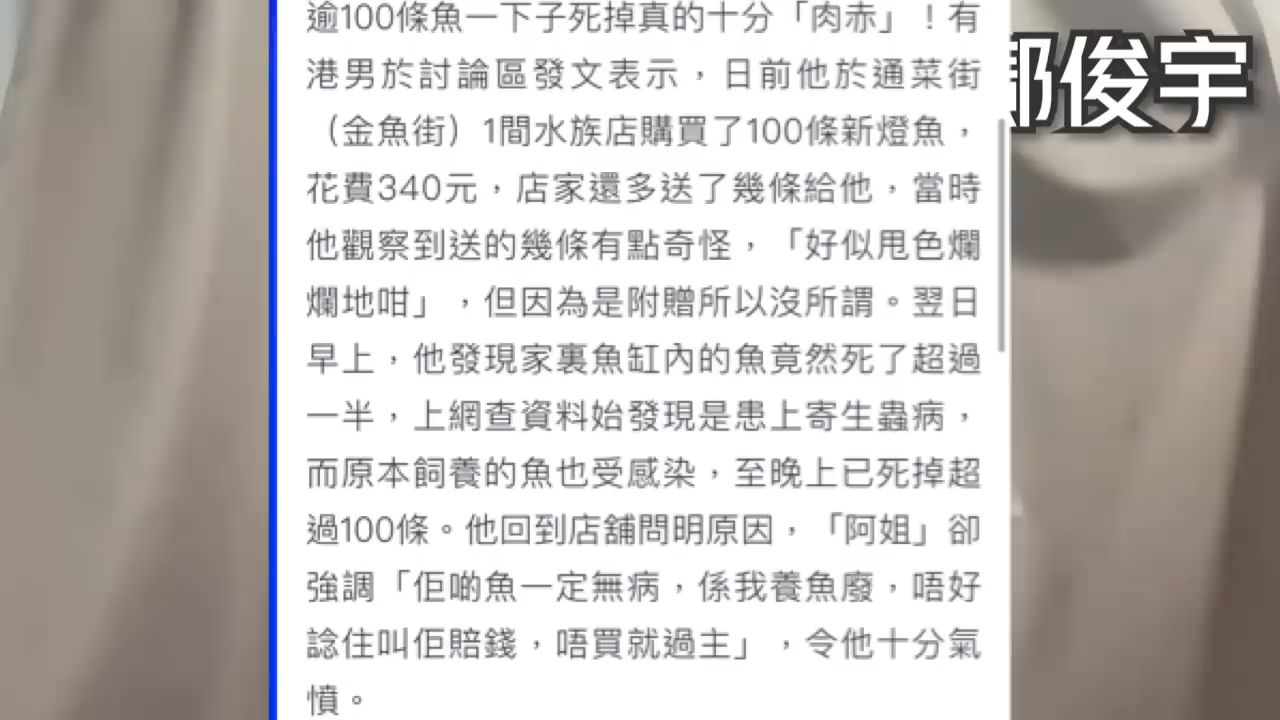 逾100條魚一下子死掉真的十分「肉赤」！有
港男於討論區發文表示，日前他於通菜街
（金魚街）1間水族店購買了100條新燈魚，
花費340元，店家還多送了幾條給他，當時
他觀察到送的幾條有點奇怪，「好似甩色爛
爛地咁」，但因為是附贈所以沒所謂。翌日
早上，他發現家裏魚缸內的魚竟然死了超過
一半，上網查資料始發現是患上寄生蟲病，
而原本飼養的魚也受感染，至晚上已死掉超
過100條。他回到店舖問明原因，「阿姐」卻
強調「佢啲魚一定無病，係我養魚廢，唔好
諗住叫佢賠錢，唔買就過主」，令他十分氣
憤。
俊宇